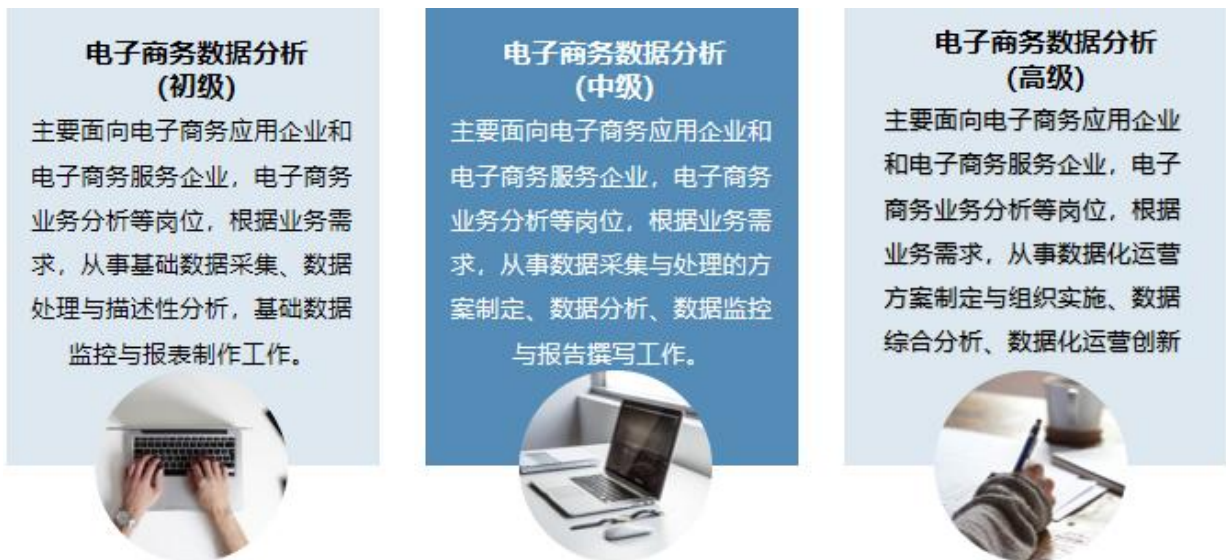 电子商务数据分析
(初级)
主要面向电子商务应用企业和
电子商务服务企业，电子商务
业务分析等岗位，根据业务需
求，从事基础数据采集、数据
处理与描述性分析，基础数据
监控与报表制作工作。
电子商务数据分析
(中级)
主要面向电子商务应用企业和
电子商务服务企业，电子商务
业务分析等岗位，根据业务需
求，从事数据采集与处理的方
案制定、数据分析、数据监控
与报告撰写工作。
电子商务数据分析
(高级)
主要面向电子商务应用企业
和电子商务服务企业，电子
商务业务分析等岗位，根据
业务需求，从事数据化运营
方案制定与组织实施、数据
综合分析、数据化运营创新